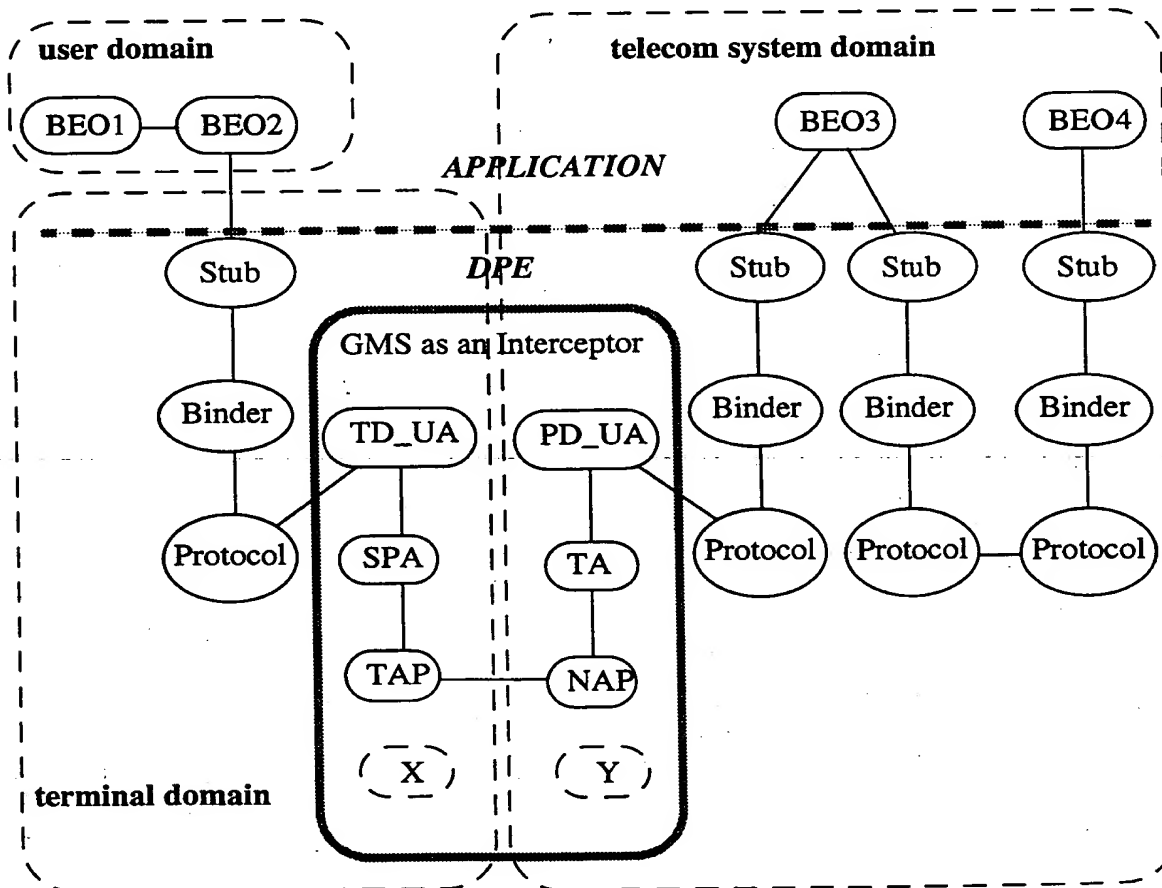 user domain
telecom system domain
BEO1
BEO2
BEO3
BEO4
APPLICATION
Stub
DPE
Stub
Stub
Stub
GMS as an Interceptor
Binder
TD_UA
PD_UA
Binder
Binder
Binder
Protocol
SPA
TA
Protocol
Protocol
Protocol
TAP
NAP
X
Y
terminal domain